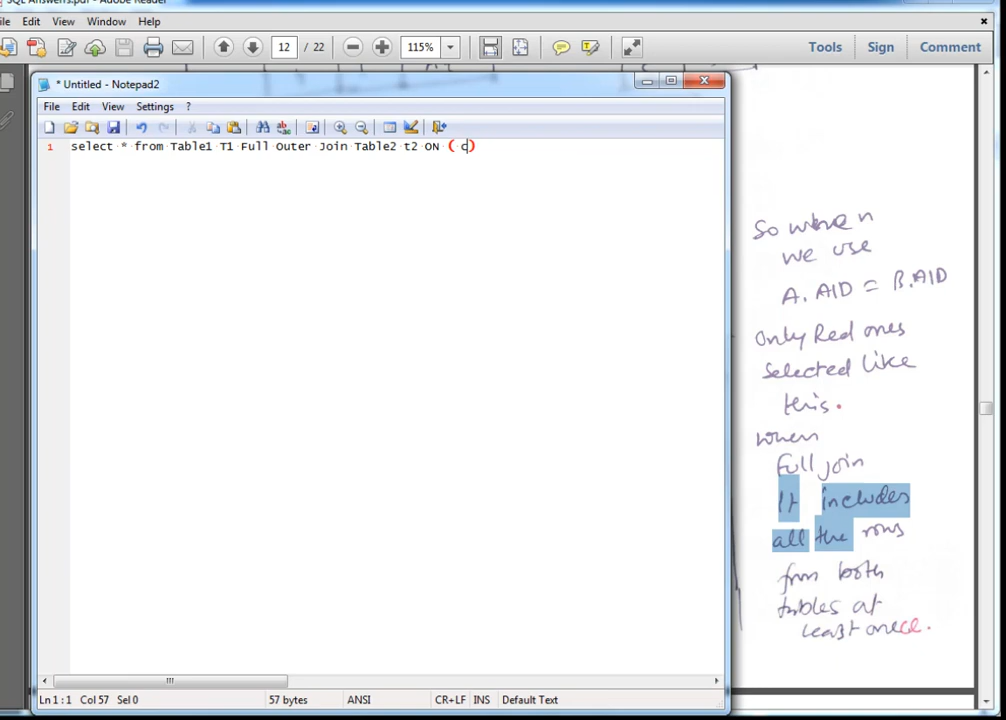 SQL Answers.pdf - Adobe Reader
File Edit View Window Help
12 / 22 115% Tools Sign Comment
* Untitled - Notepad2
File Edit View Settings ?
1 select * from Table1 T1 Full Outer Join Table2 t2 ON ( c)
So when
we use
A. AID = B.AID
Only Red ones
Selected like
this.
when
Full join
It includes
all the rows
from both
tables at
least once.
Ln 1 : 1 Col 57 Sel 0 57 bytes ANSI CR+LF INS Default Text